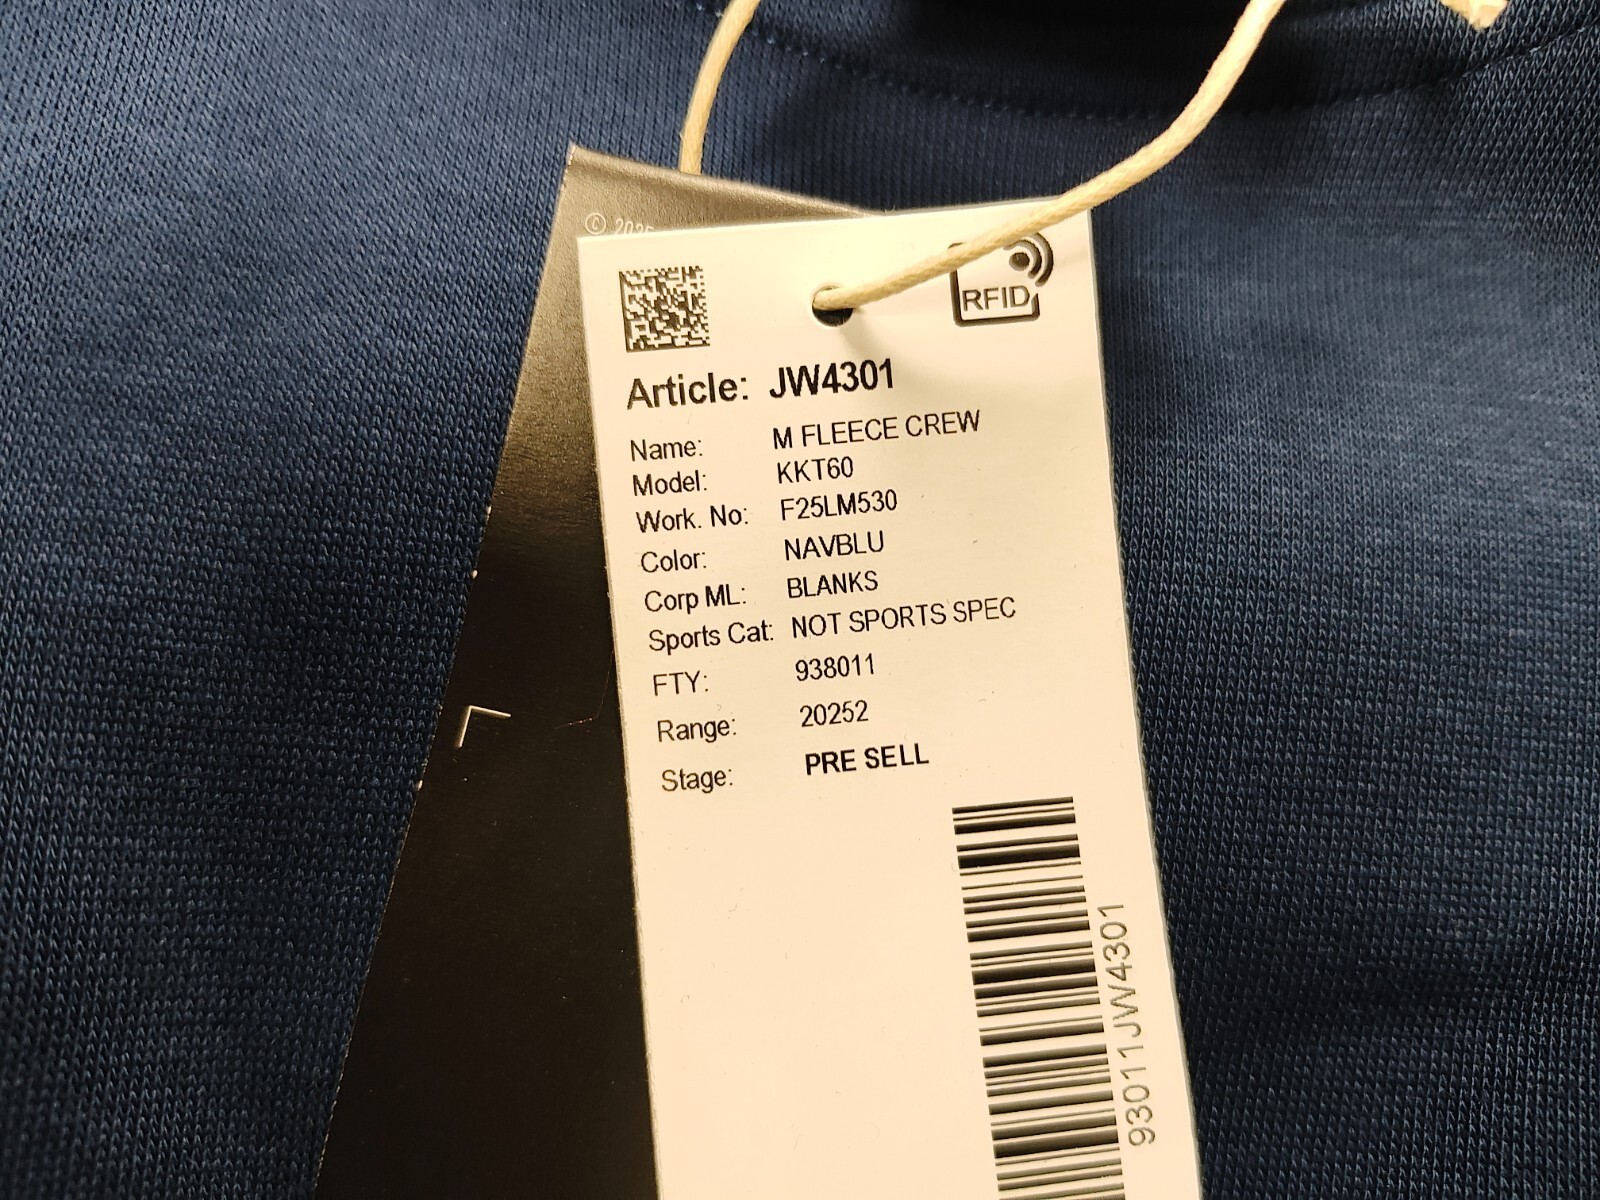 © 2025
RFID
Article: JW4301
Name: M FLEECE CREW
Model: KKT60
Work. No: F25LM530
Color: NAVBLU
Corp ML: BLANKS
Sports Cat: NOT SPORTS SPEC
FTY: 938011
Range: 20252
Stage: PRE SELL
93011JW4301